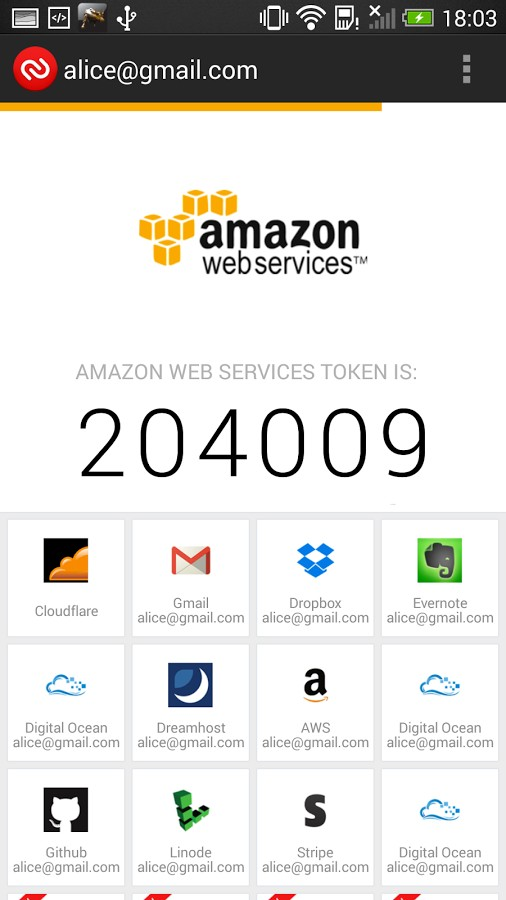 18:03
alice@gmail.com
amazon
webservices™
AMAZON WEB SERVICES TOKEN IS:
204009
Cloudflare
Gmail
alice@gmail.com
Dropbox
alice@gmail.com
Evernote
alice@gmail.com
Digital Ocean
alice@gmail.com
Dreamhost
alice@gmail.com
a
AWS
alice@gmail.com
Digital Ocean
alice@gmail.com
Github
alice@gmail.com
Linode
alice@gmail.com
S
Stripe
alice@gmail.com
Digital Ocean
alice@gmail.com